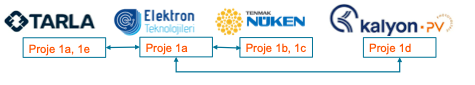 TARLA
Elektron
Teknolojileri
TENMAK
NÜKEN
kalyon PV
Proje 1a, 1e
Proje 1a
Proje 1b, 1c
Proje 1d